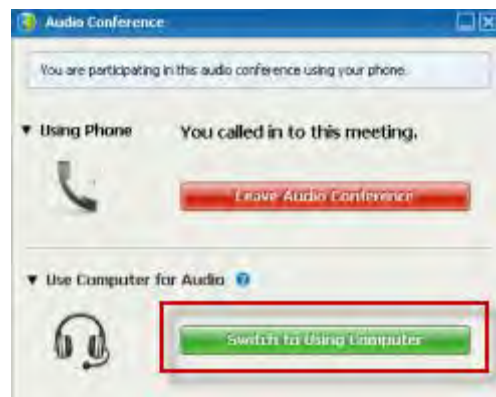 Audio Conference
You are participating in this audio conference using your phone.
Using Phone
You called in to this meeting.
Leave Audio Conference
Use Computer for Audio
Switch to Using Computer